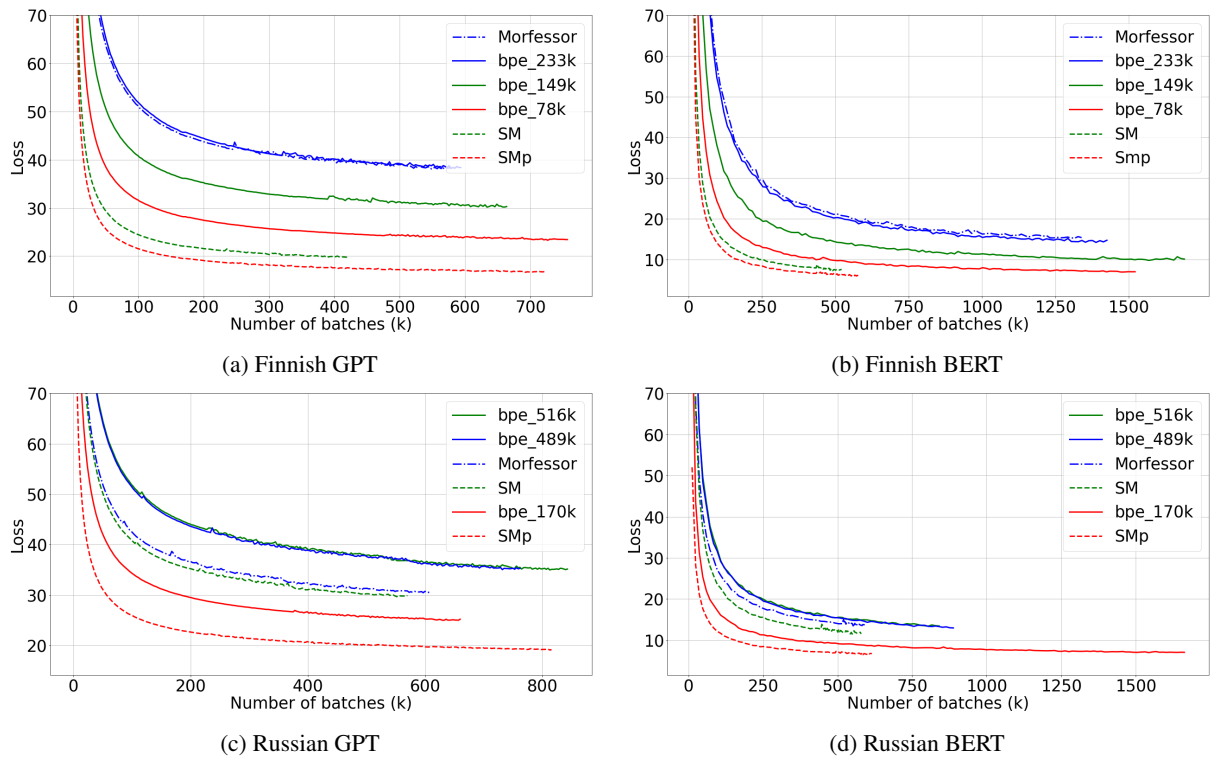 70
60
50
40
30
20
Loss
0 100 200 300 400 500 600 700
Number of batches (k)
Morfessor
bpe_233k
bpe_149k
bpe_78k
SM
SMp
(a) Finnish GPT
70
60
50
40
30
20
10
Loss
0 250 500 750 1000 1250 1500
Number of batches (k)
Morfessor
bpe_233k
bpe_149k
bpe_78k
SM
Smp
(b) Finnish BERT
70
60
50
40
30
20
Loss
0 200 400 600 800
Number of batches (k)
bpe_516k
bpe_489k
Morfessor
SM
bpe_170k
SMp
(c) Russian GPT
70
60
50
40
30
20
10
Loss
0 250 500 750 1000 1250 1500
Number of batches (k)
bpe_516k
bpe_489k
Morfessor
SM
bpe_170k
SMp
(d) Russian BERT